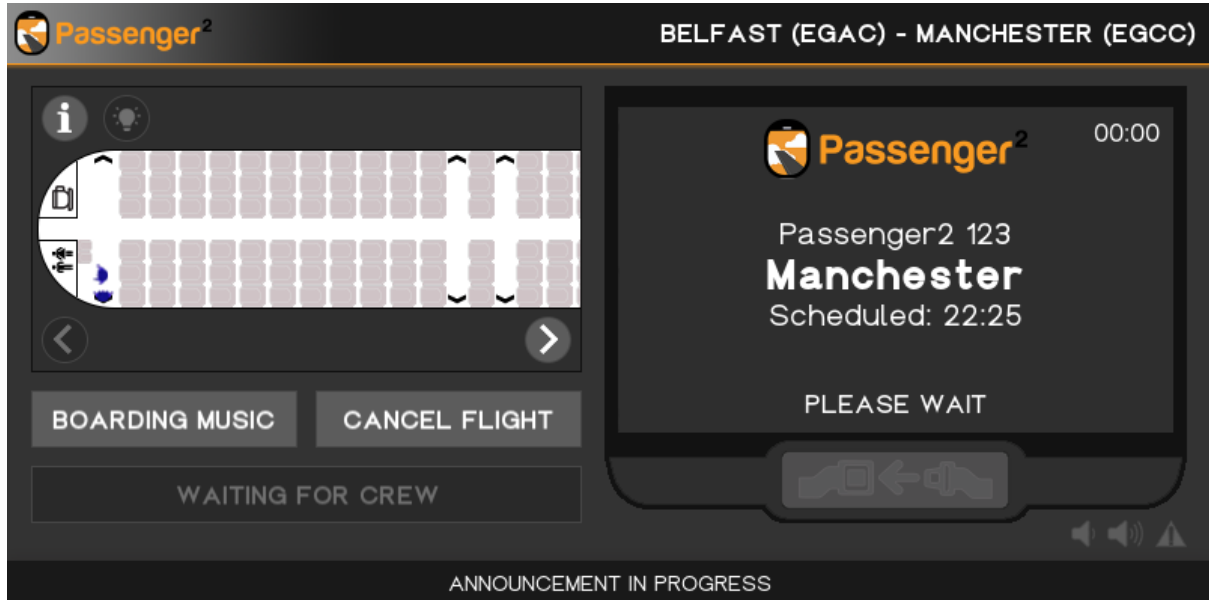 Passenger²
BELFAST (EGAC) - MANCHESTER (EGCC)
i
BOARDING MUSIC
CANCEL FLIGHT
WAITING FOR CREW
Passenger²
00:00
Passenger2 123
Manchester
Scheduled: 22:25
PLEASE WAIT
ANNOUNCEMENT IN PROGRESS